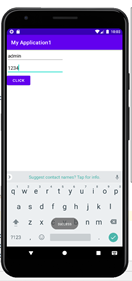 My Application1
admin
1234
CLICK
Suggest contact names? Tap for info.
q w e r t y u i o p
a s d f g h j k l
z x c v b n m
?123 , .